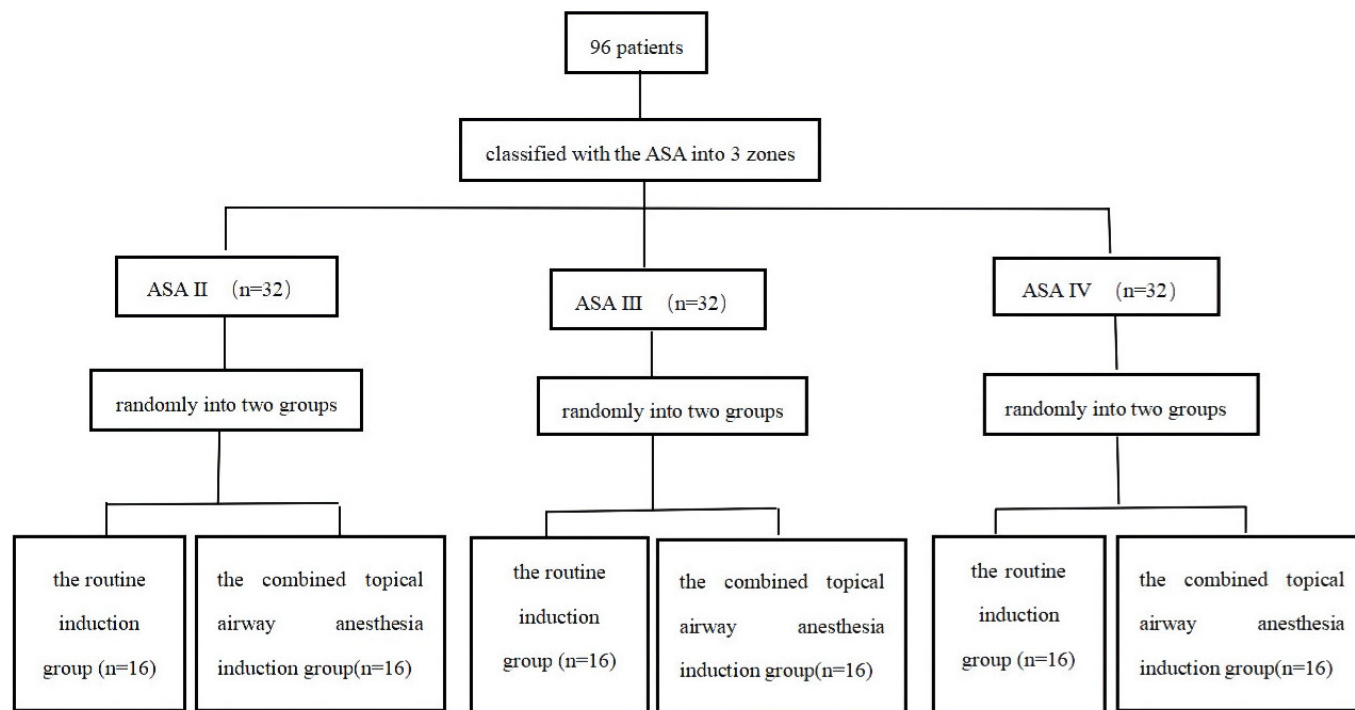 96 patients
classified with the ASA into 3 zones
ASA II （n=32）
ASA III （n=32）
ASA IV （n=32）
randomly into two groups
randomly into two groups
randomly into two groups
the routine
induction
group (n=16)
the combined topical
airway anesthesia
induction group(n=16)
the routine
induction
group (n=16)
the combined topical
airway anesthesia
induction group(n=16)
the routine
induction
group (n=16)
the combined topical
airway anesthesia
induction group(n=16)